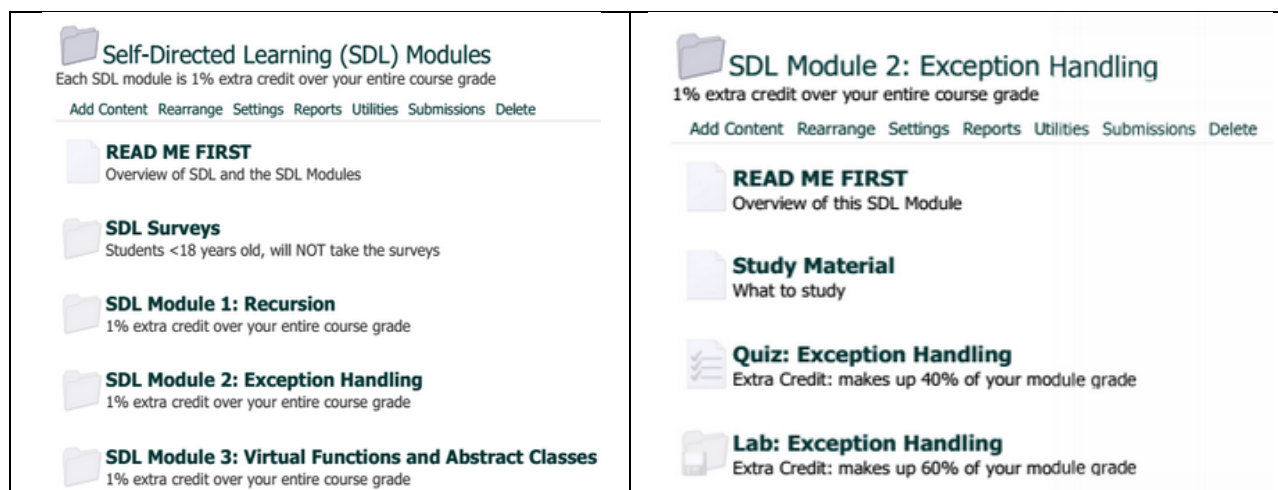 Self-Directed Learning (SDL) Modules
Each SDL module is 1% extra credit over your entire course grade
Add Content Rearrange Settings Reports Utilities Submissions Delete
READ ME FIRST
Overview of SDL and the SDL Modules
SDL Surveys
Students <18 years old, will NOT take the surveys
SDL Module 1: Recursion
1% extra credit over your entire course grade
SDL Module 2: Exception Handling
1% extra credit over your entire course grade
SDL Module 3: Virtual Functions and Abstract Classes
1% extra credit over your entire course grade
SDL Module 2: Exception Handling
1% extra credit over your entire course grade
Add Content Rearrange Settings Reports Utilities Submissions Delete
READ ME FIRST
Overview of this SDL Module
Study Material
What to study
Quiz: Exception Handling
Extra Credit: makes up 40% of your module grade
Lab: Exception Handling
Extra Credit: makes up 60% of your module grade